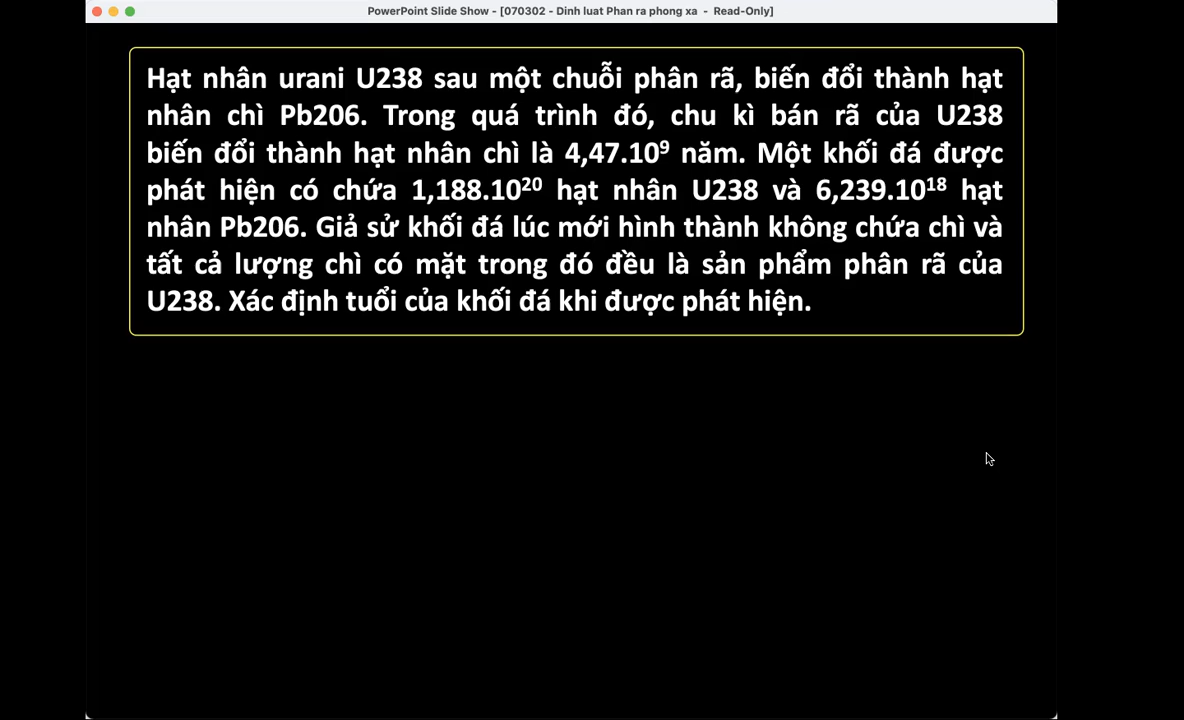 PowerPoint Slide Show - [070302 - Dinh luat Phan ra phong xa - Read-Only]
Hạt nhân urani U238 sau một chuỗi phân rã, biến đổi thành hạt
nhân chì Pb206. Trong quá trình đó, chu kì bán rã của U238
biến đổi thành hạt nhân chì là 4,47.10⁹ năm. Một khối đá được
phát hiện có chứa 1,188.10²⁰ hạt nhân U238 và 6,239.10¹⁸ hạt
nhân Pb206. Giả sử khối đá lúc mới hình thành không chứa chì và
tất cả lượng chì có mặt trong đó đều là sản phẩm phân rã của
U238. Xác định tuổi của khối đá khi được phát hiện.